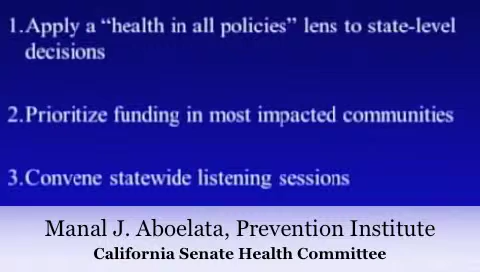 1.Apply a “health in all policies” lens to state-level
decisions
2.Prioritize funding in most impacted communities
3.Convene statewide listening sessions
Manal J. Aboelata, Prevention Institute
California Senate Health Committee